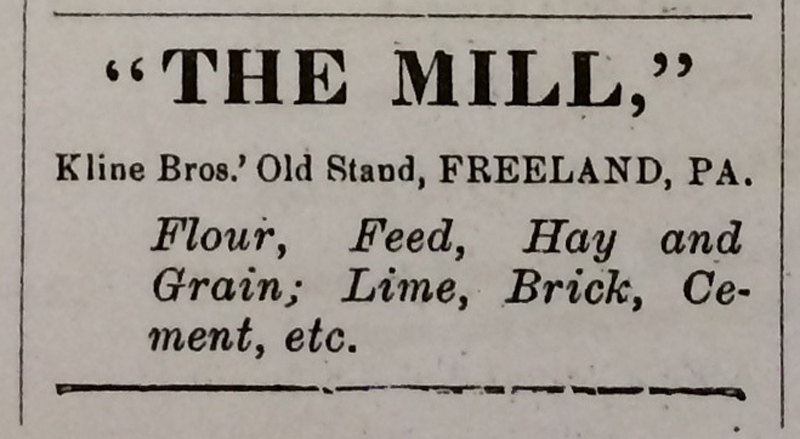 “THE MILL,”
Kline Bros.’ Old Stand, FREELAND, PA.
Flour, Feed, Hay and
Grain; Lime, Brick, Ce-
ment, etc.